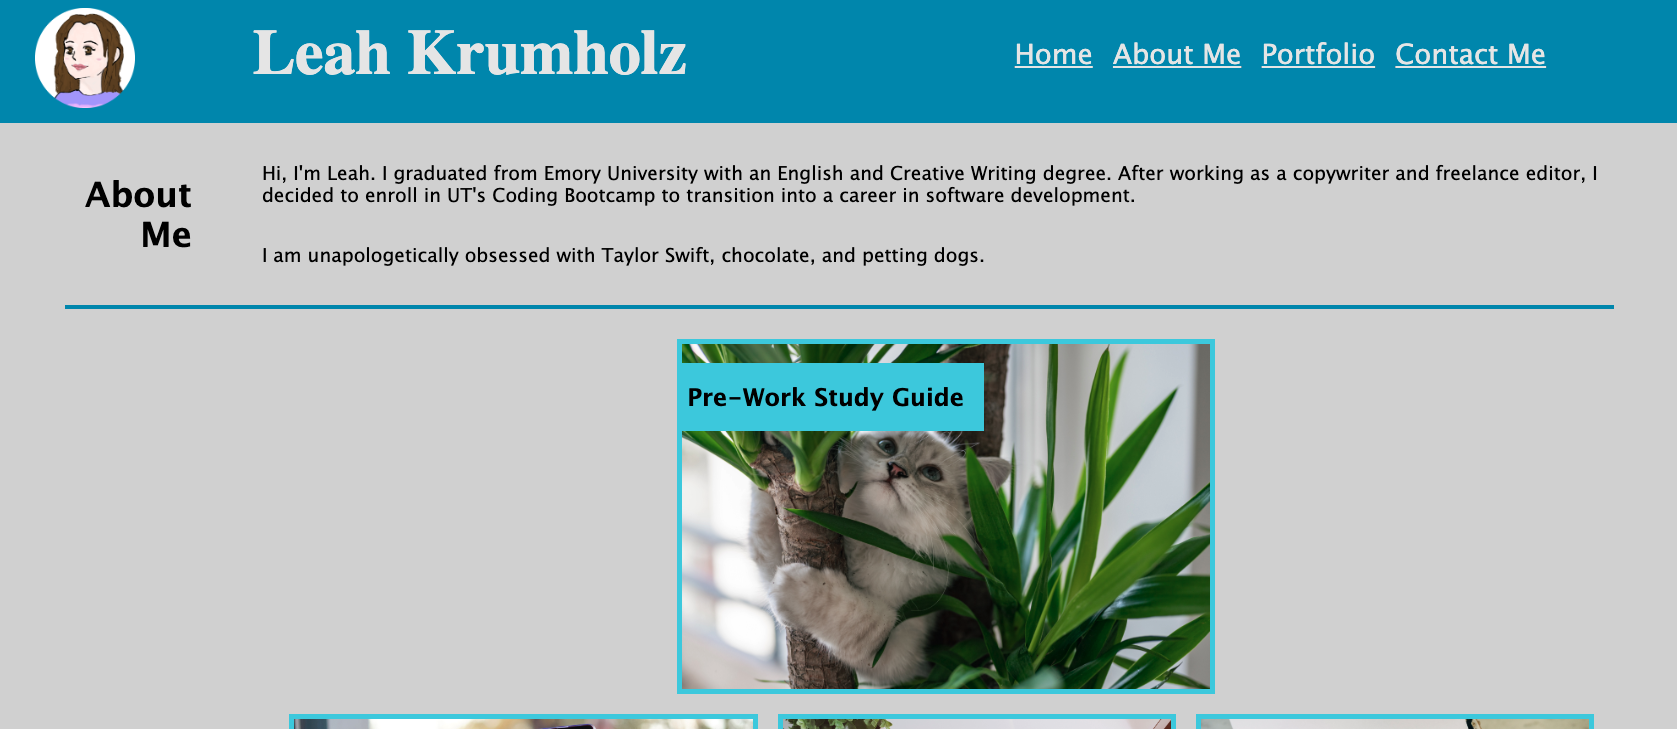 Leah Krumholz
Home About Me Portfolio Contact Me
About
Me
Hi, I'm Leah. I graduated from Emory University with an English and Creative Writing degree. After working as a copywriter and freelance editor, I
decided to enroll in UT's Coding Bootcamp to transition into a career in software development.
I am unapologetically obsessed with Taylor Swift, chocolate, and petting dogs.
Pre-Work Study Guide